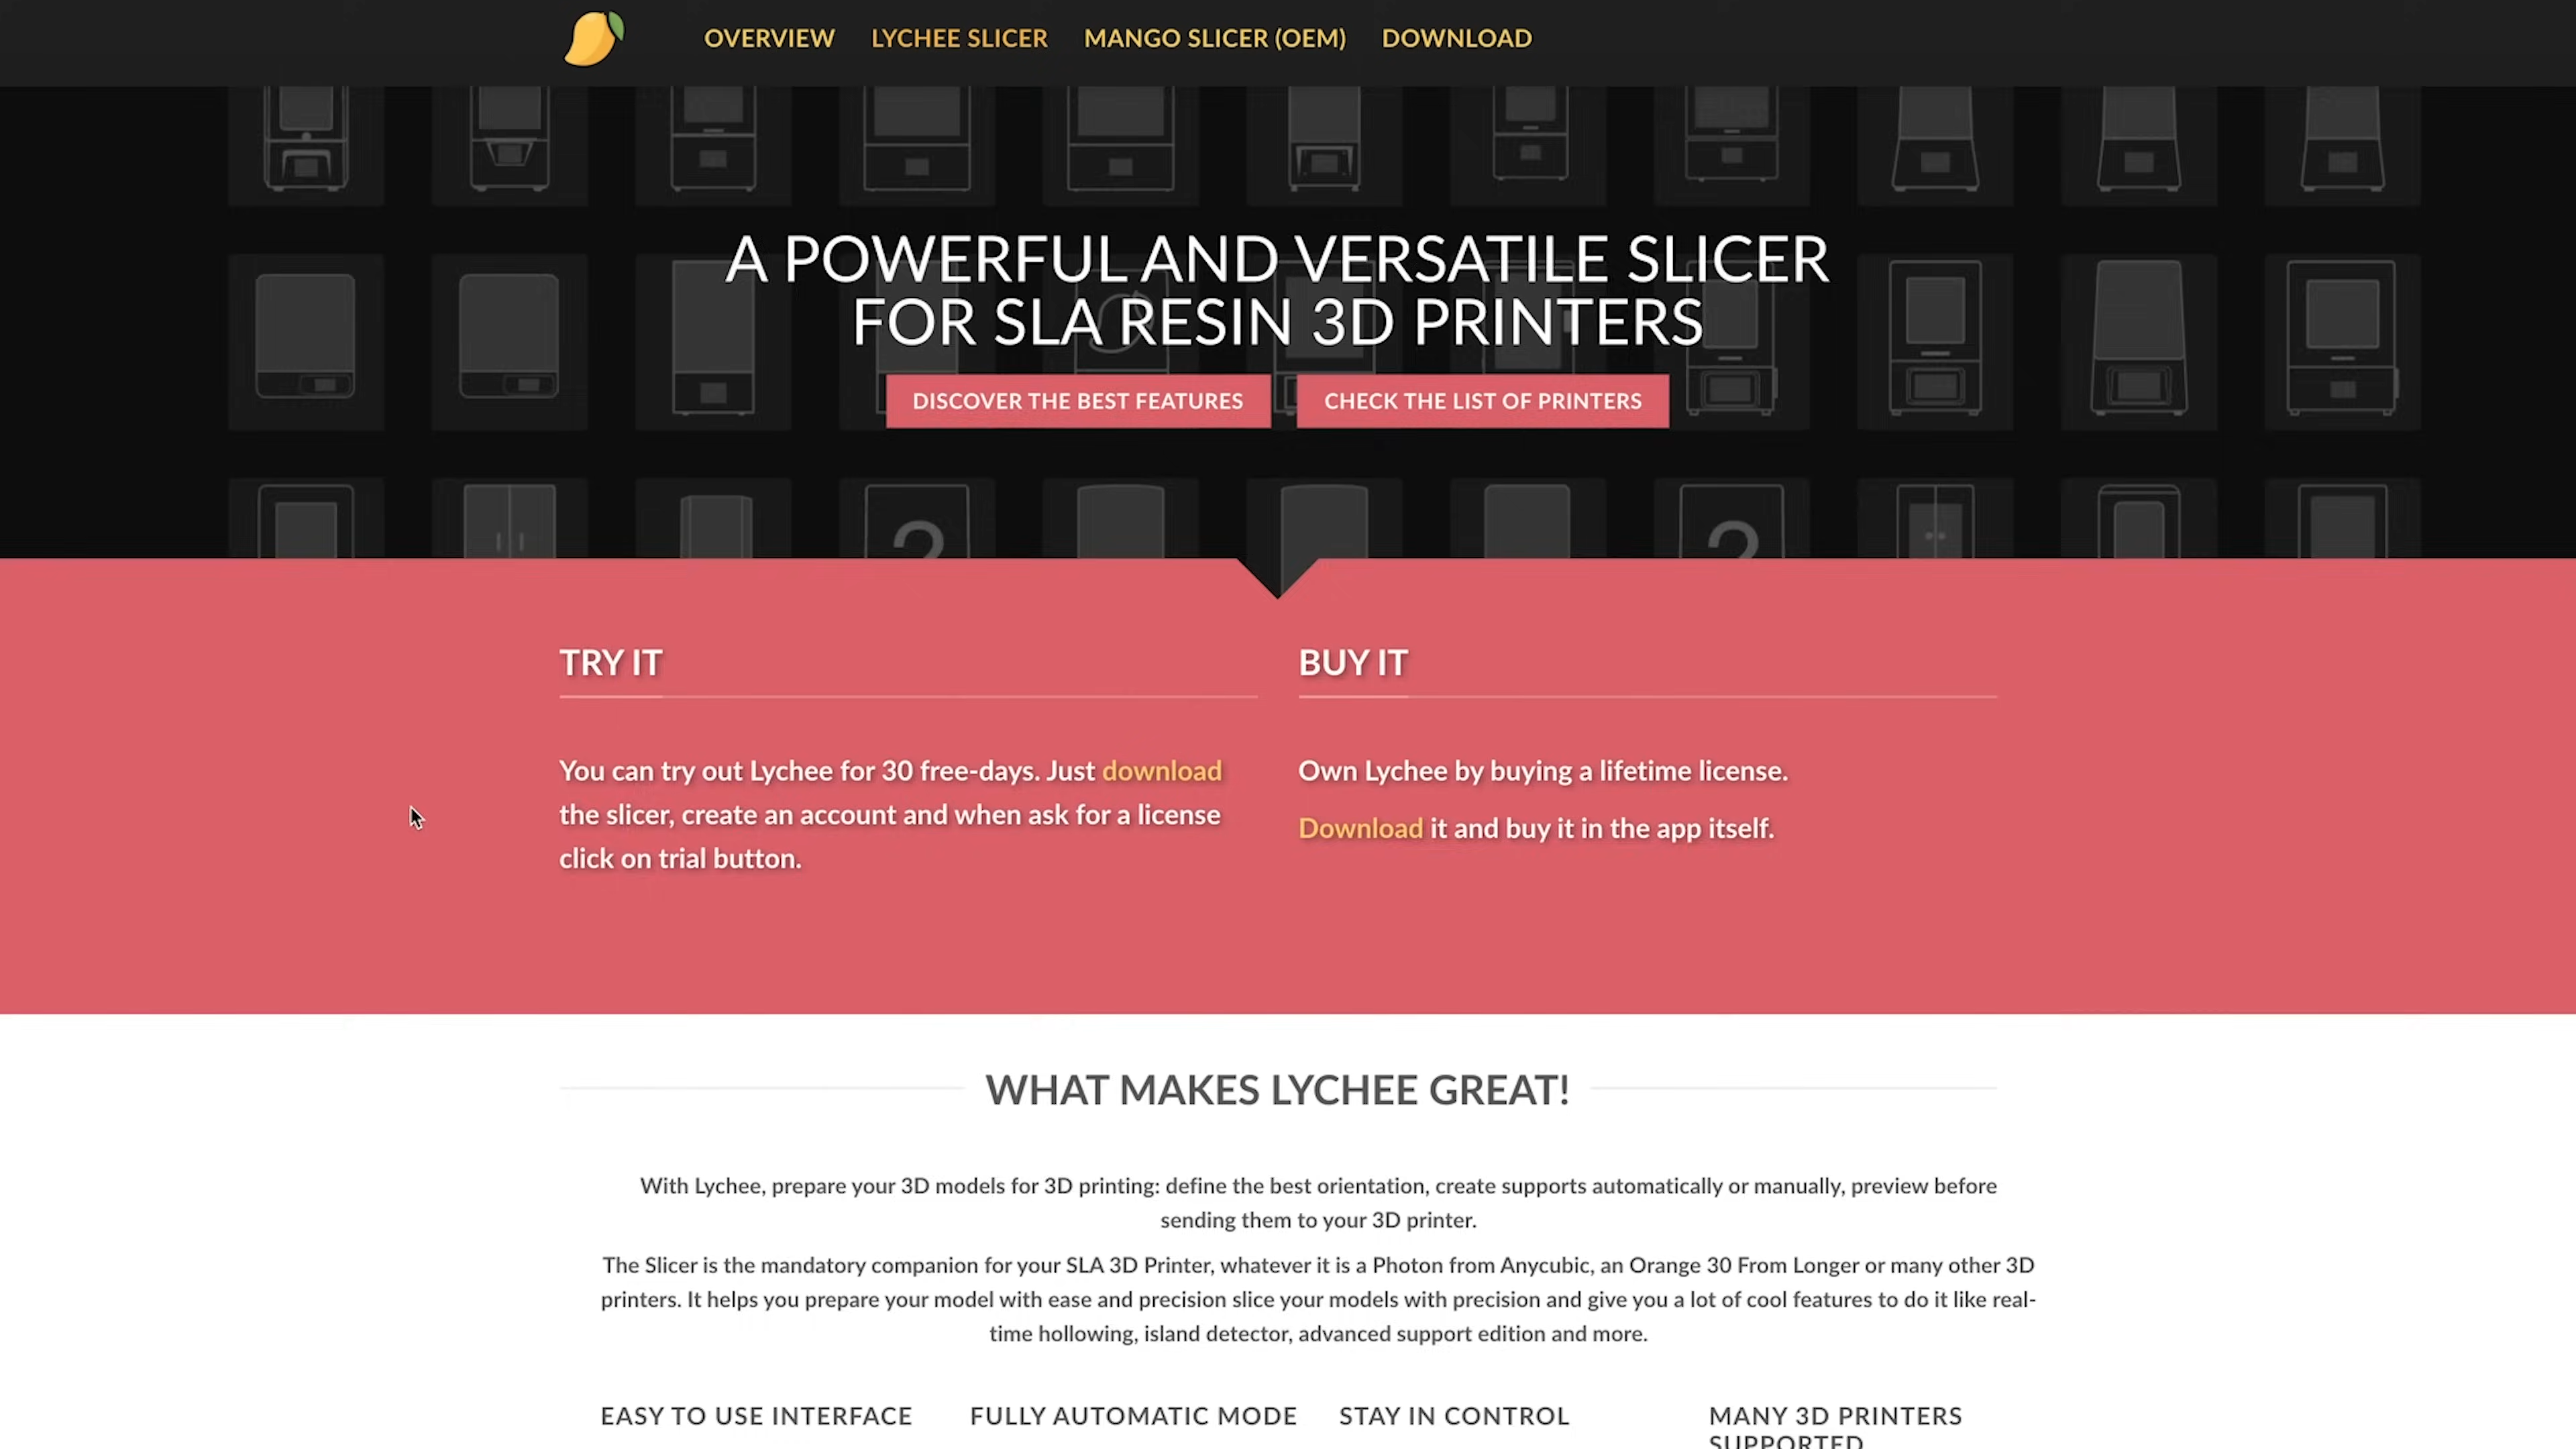 OVERVIEW LYCHEE SLICER MANGO SLICER (OEM) DOWNLOAD
A POWERFUL AND VERSATILE SLICER
FOR SLA RESIN 3D PRINTERS
DISCOVER THE BEST FEATURES CHECK THE LIST OF PRINTERS
? ?
TRY IT
You can try out Lychee for 30 free-days. Just download
the slicer, create an account and when ask for a license
click on trial button.
BUY IT
Own Lychee by buying a lifetime license.
Download it and buy it in the app itself.
WHAT MAKES LYCHEE GREAT!
With Lychee, prepare your 3D models for 3D printing: define the best orientation, create supports automatically or manually, preview before
sending them to your 3D printer.
The Slicer is the mandatory companion for your SLA 3D Printer, whatever it is a Photon from Anycubic, an Orange 30 From Longer or many other 3D
printers. It helps you prepare your model with ease and precision slice your models with precision and give you a lot of cool features to do it like real-
time hollowing, island detector, advanced support edition and more.
EASY TO USE INTERFACE
FULLY AUTOMATIC MODE
STAY IN CONTROL
MANY 3D PRINTERS
SUPPORTED